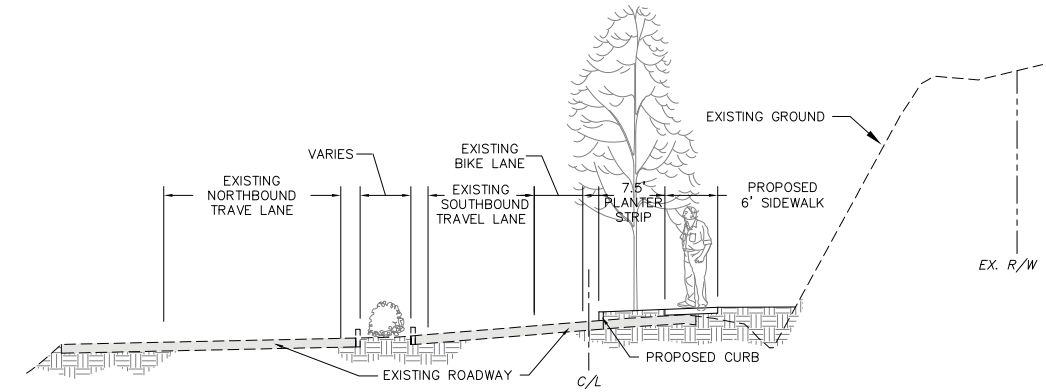 EXISTING GROUND
VARIES
EXISTING
BIKE LANE
EXISTING
NORTHBOUND
TRAVE LANE
EXISTING
SOUTHBOUND
TRAVEL LANE
7.5'
PLANTER
STRIP
PROPOSED
6' SIDEWALK
EX. R/W
PROPOSED CURB
EXISTING ROADWAY
C/L